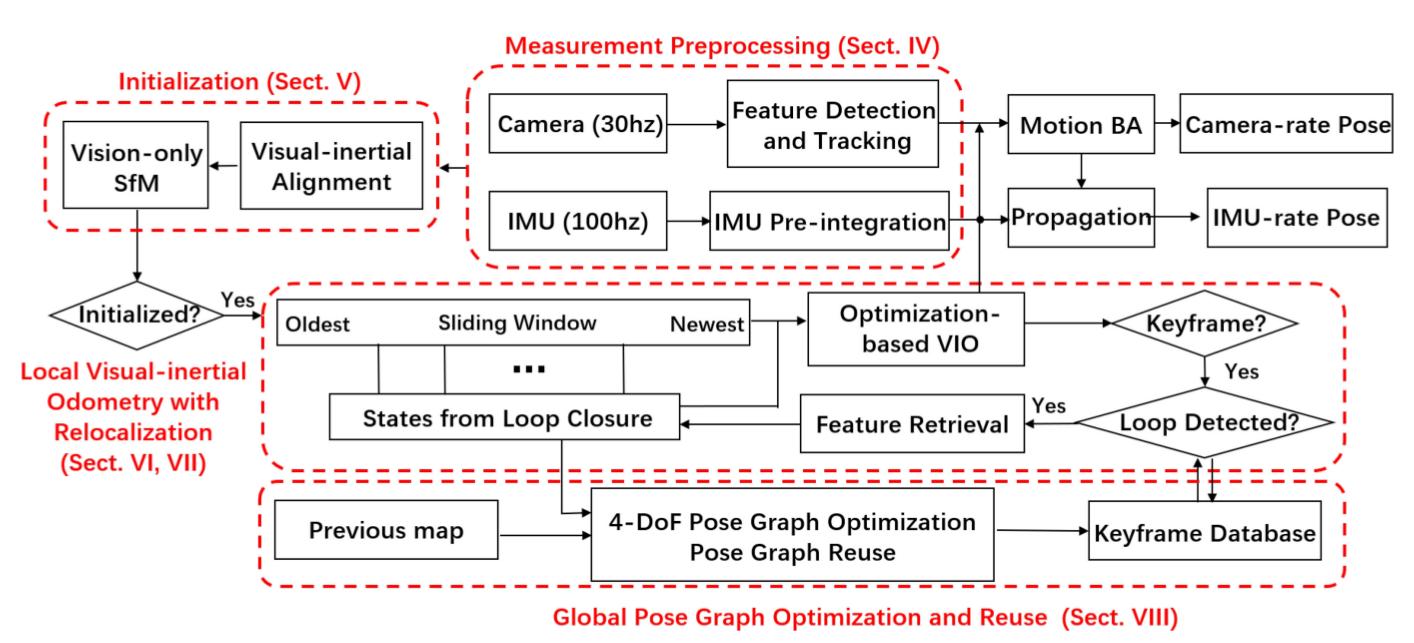 Measurement Preprocessing (Sect. IV)
Initialization (Sect. V)
Vision-only
SfM
Visual-inertial
Alignment
Camera (30hz)
Feature Detection
and Tracking
Motion BA
Camera-rate Pose
IMU (100hz)
IMU Pre-integration
Propagation
IMU-rate Pose
Initialized?
Yes
Local Visual-inertial
Odometry with
Relocalization
(Sect. VI, VII)
Oldest
Sliding Window
Newest
...
States from Loop Closure
Optimization-
based VIO
Keyframe?
Yes
Loop Detected?
Yes
Feature Retrieval
Previous map
4-DoF Pose Graph Optimization
Pose Graph Reuse
Keyframe Database
Global Pose Graph Optimization and Reuse (Sect. VIII)